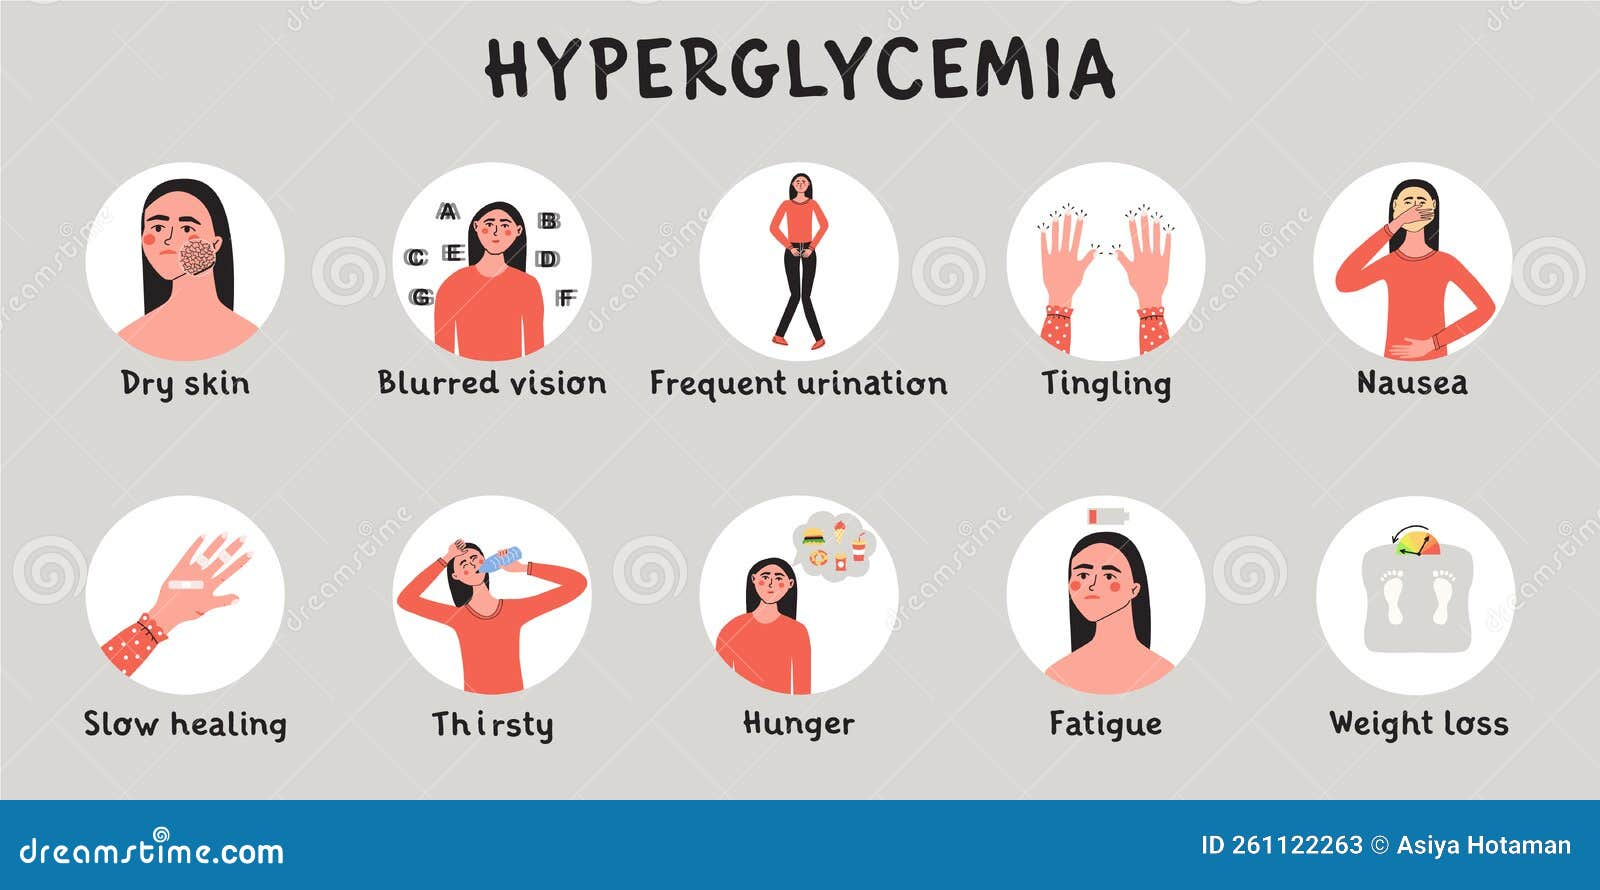 HYPERGLYCEMIA
A B
C E D
G F
Dry skin
Blurred vision
Frequent urination
Tingling
Nausea
Slow healing
Thirsty
Hunger
Fatigue
Weight loss
dreamstime.com
ID 261122263 © Asiya Hotaman